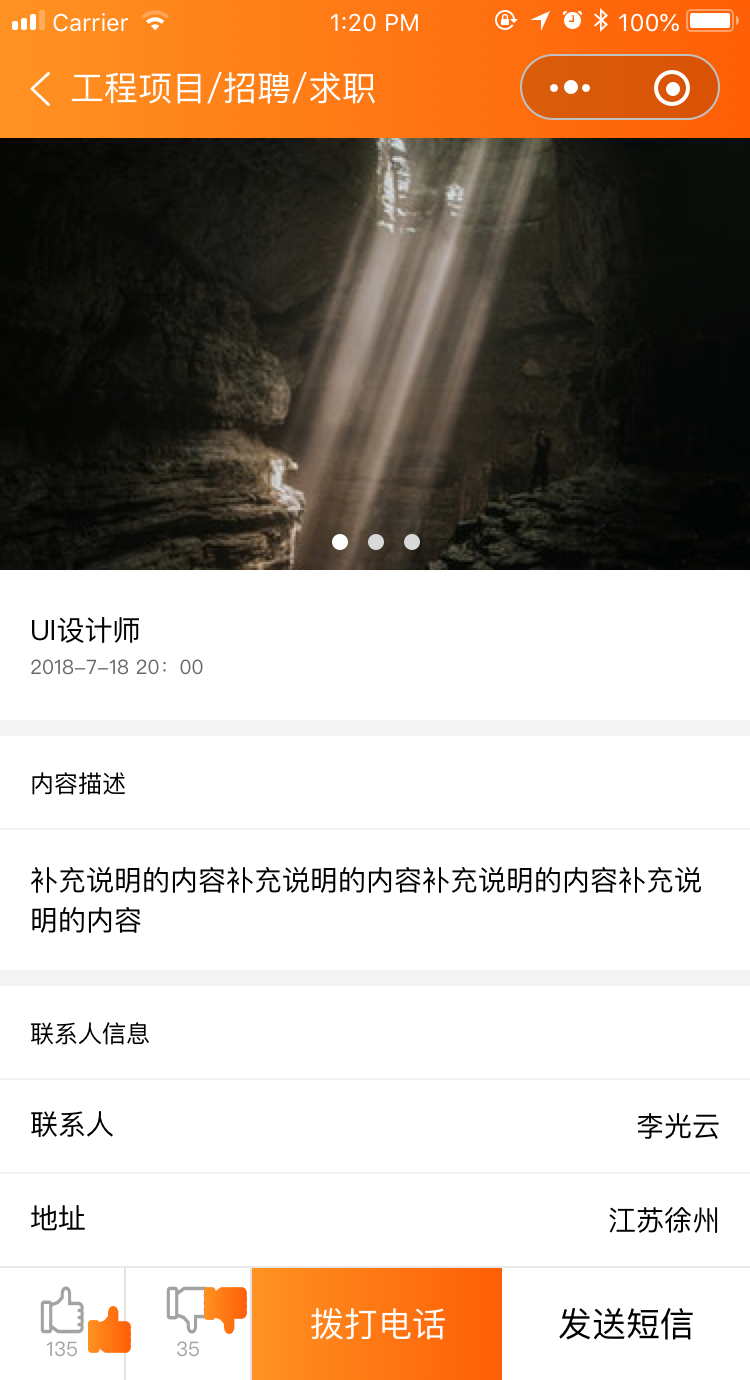 Carrier 1:20 PM 100%
工程项目/招聘/求职
UI设计师
2018-7-18 20：00
内容描述
补充说明的内容补充说明的内容补充说明的内容补充说
明的内容
联系人信息
联系人 李光云
地址 江苏徐州
135 35 拨打电话 发送短信